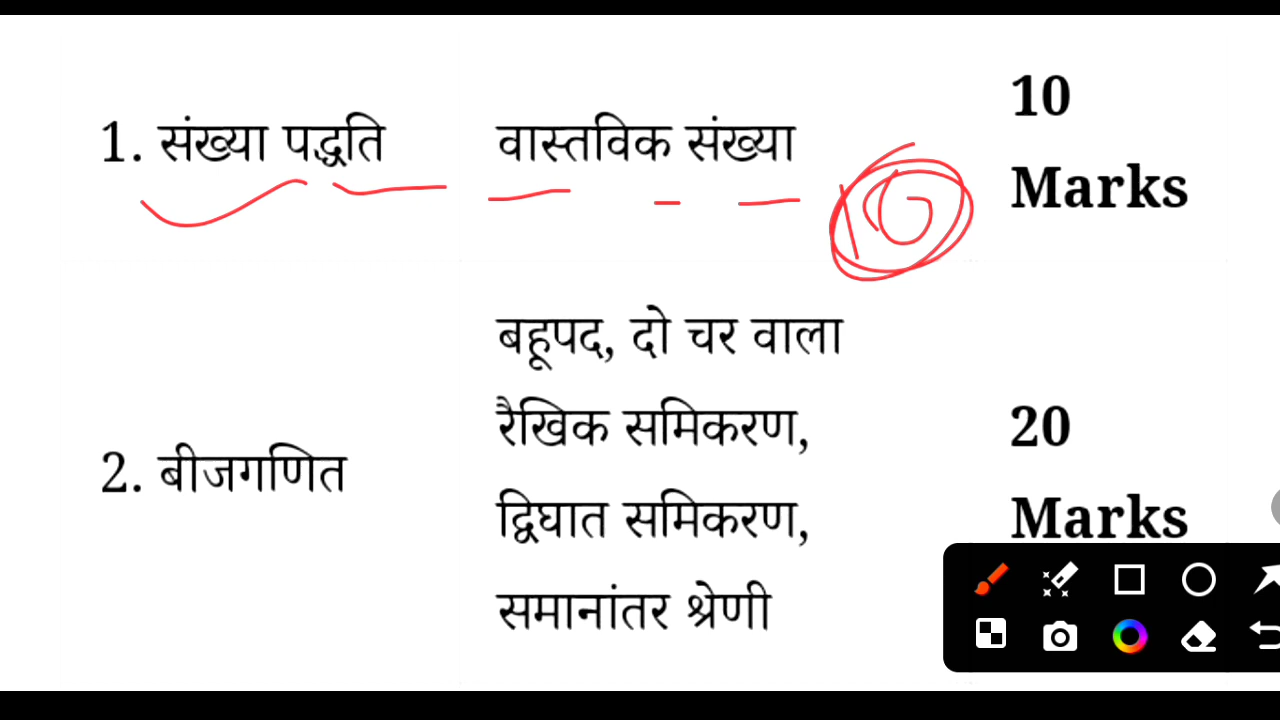 10
1. संख्या पद्धति वास्तविक संख्या
Marks
बहूपद, दो चर वाला
रैखिक समिकरण,
20
2. बीजगणित
द्विघात समिकरण,
Marks
समानांतर श्रेणी